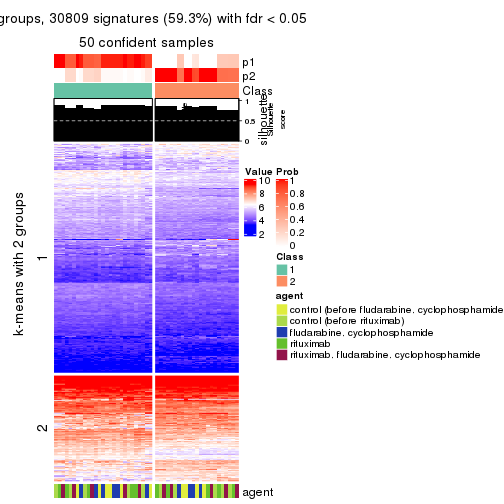 groups, 30809 signatures (59.3%) with fdr < 0.05
50 confident samples
p1
p2
Class
1
0.5
0
silhouette
Silhouette
score
k-means with 2 groups
1
2
agent
Value
10
8
6
4
2
Prob
1
0.8
0.6
0.4
0.2
0
Class
1
2
agent
control (before fludarabine, cyclophosphamide
control (before rituximab)
fludarabine, cyclophosphamide
rituximab
rituximab, fludarabine, cyclophosphamide